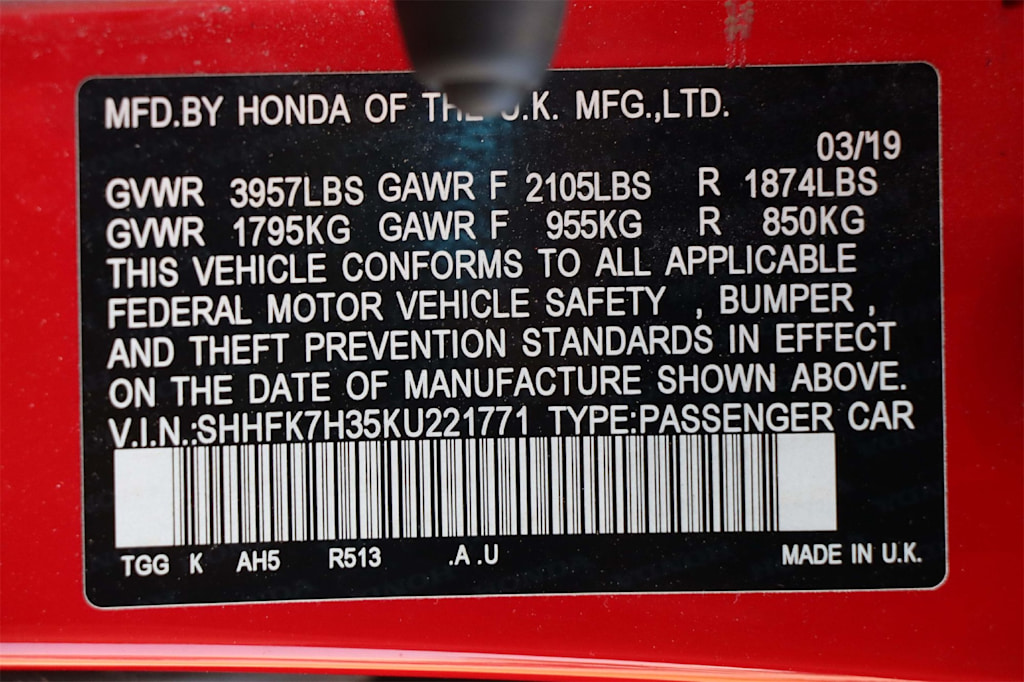 MFD.BY HONDA OF THE U.K. MFG.,LTD.
03/'19
GVWR 3957LBS GAWR F 2105LBS R 1874LBS
GVWR 1795KG GAWR F 955KG R 850KG
THIS VEHICLE CONFORMS TO ALL APPLICABLE
FEDERAL MOTOR VEHICLE SAFETY , BUMPER ,
AND THEFT PREVENTION STANDARDS IN EFFECT
ON THE DATE OF MANUFACTURE SHOWN ABOVE.
V.I.N.:SHHFK7H35KU221771 TYPE:PASSENGER CAR
TGG K AH5 R513 .A .U MADE IN U.K.